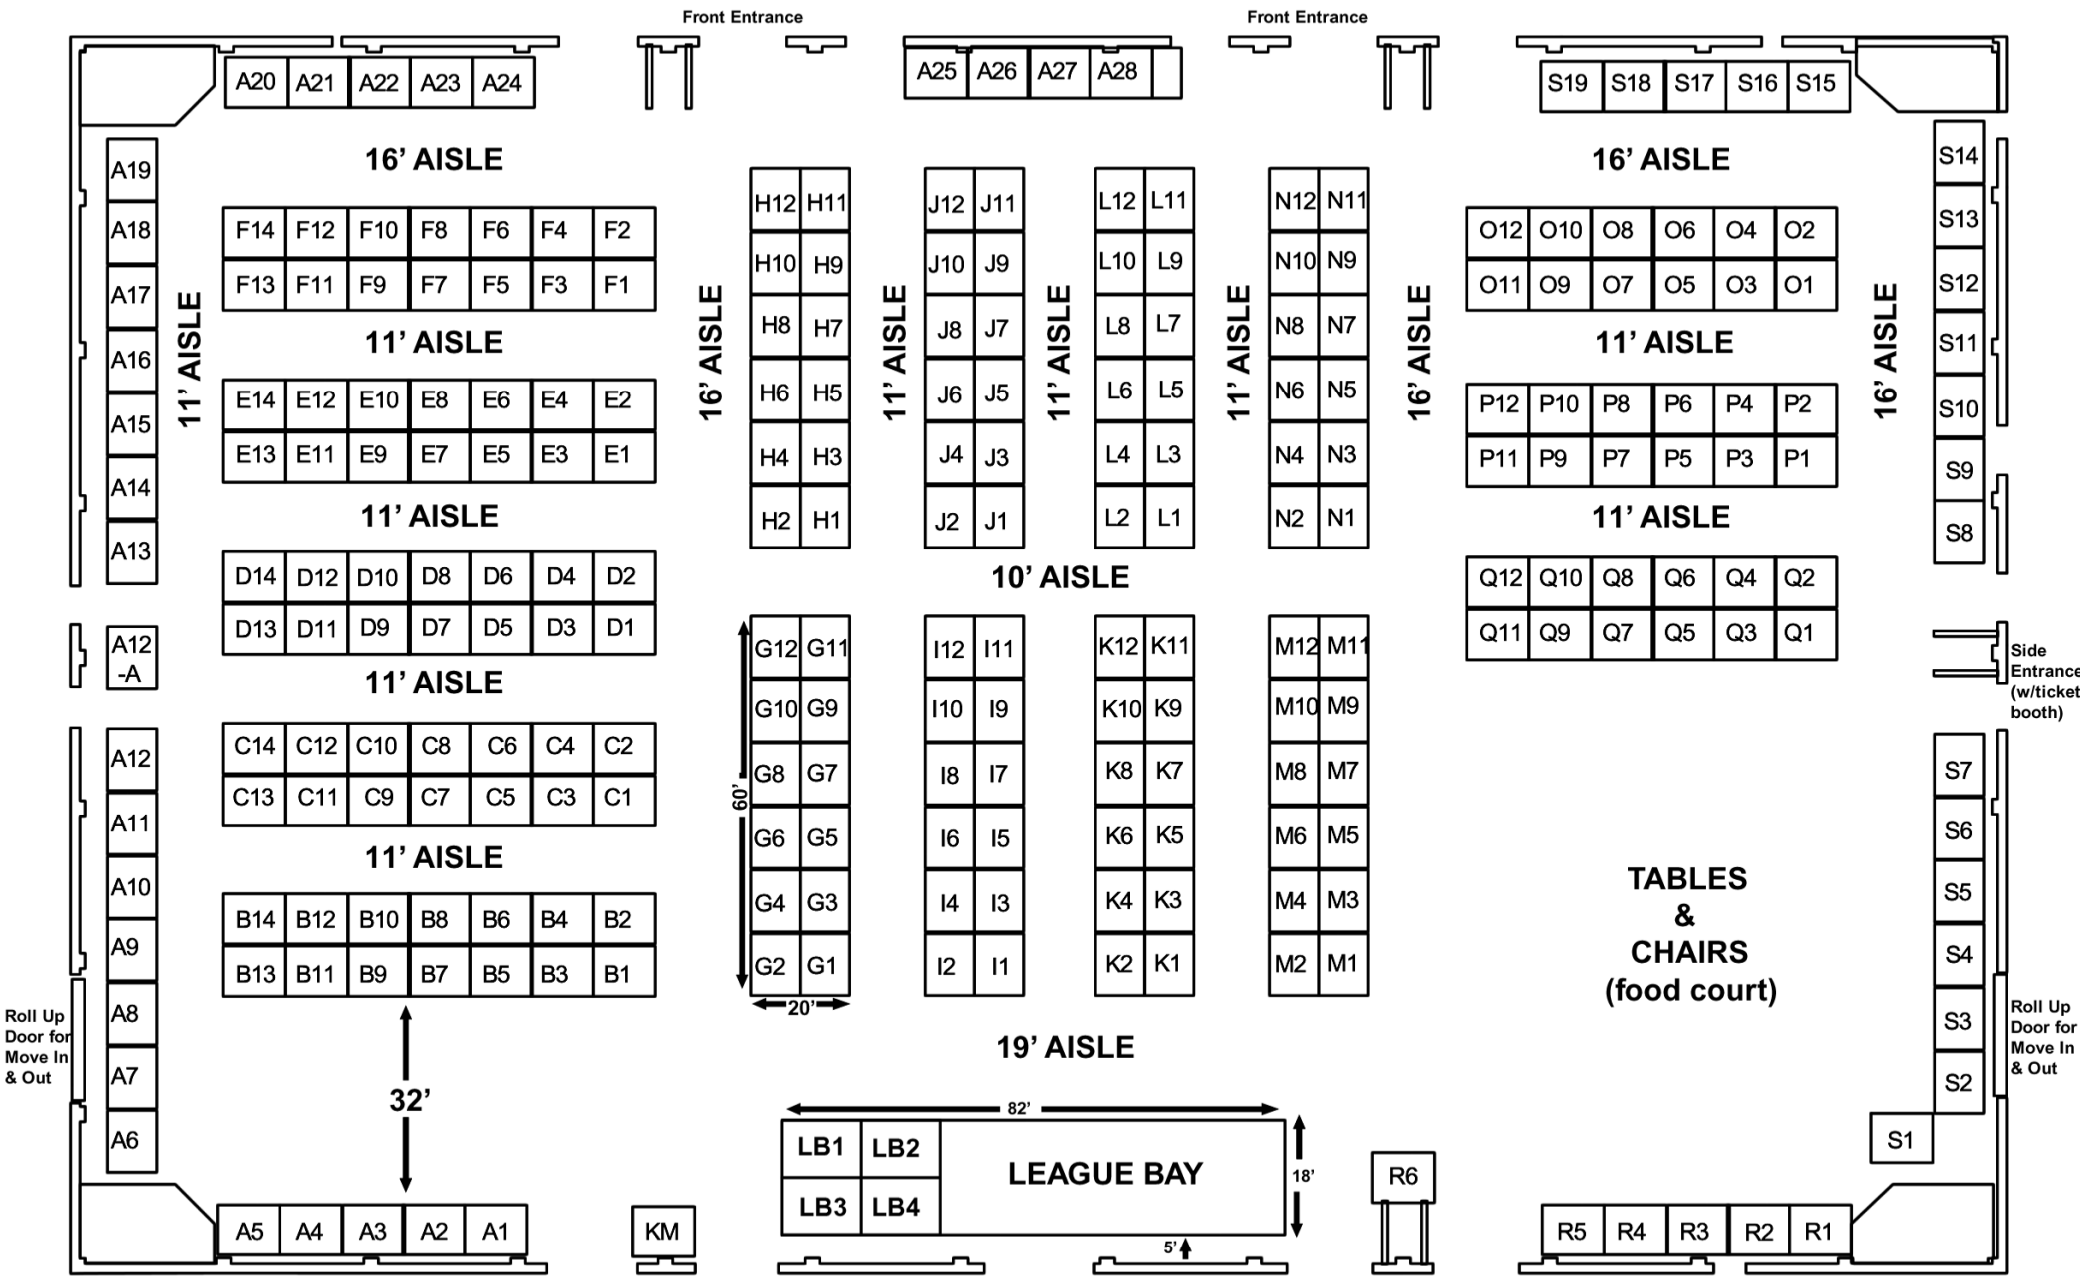 Front Entrance Front Entrance
A20 A21 A22 A23 A24 A25 A26 A27 A28 S19 S18 S17 S16 S15
16’ AISLE 16’ AISLE
A19 S14
H12 H11 J12 J11 L12 L11 N12 N11
A18 F14 F12 F10 F8 F6 F4 F2 O12 O10 O8 O6 O4 O2 S13
H10 H9 J10 J9 L10 L9 N10 N9
A17 F13 F11 F9 F7 F5 F3 F1 O11 O9 O7 O5 O3 O1 S12
H8 H7 J8 J7 L8 L7 N8 N7
11’ AISLE 11’ AISLE 16’ AISLE 11’ AISLE 11’ AISLE 11’ AISLE 16’ AISLE 11’ AISLE 16’ AISLE
A16 S11
H6 H5 J6 J5 L6 L5 N6 N5
A15 E14 E12 E10 E8 E6 E4 E2 P12 P10 P8 P6 P4 P2 S10
H4 H3 J4 J3 L4 L3 N4 N3
A14 E13 E11 E9 E7 E5 E3 E1 P11 P9 P7 P5 P3 P1 S9
11’ AISLE H2 H1 J2 J1 L2 L1 N2 N1 11’ AISLE
A13 S8
D14 D12 D10 D8 D6 D4 D2 10’ AISLE Q12 Q10 Q8 Q6 Q4 Q2
D13 D11 D9 D7 D5 D3 D1 Q11 Q9 Q7 Q5 Q3 Q1
A12
-A
G12 G11 I12 I11 K12 K11 M12 M11
Side
Entrance
(w/ticket
booth)
11’ AISLE
G10 G9 I10 I9 K10 K9 M10 M9
A12 C14 C12 C10 C8 C6 C4 C2
G8 G7 I8 I7 K8 K7 M8 M7 S7
60’
A11 C13 C11 C9 C7 C5 C3 C1
G6 G5 I6 I5 K6 K5 M6 M5 S6
11’ AISLE
A10 G4 G3 I4 I3 K4 K3 M4 M3 S5
A9 B14 B12 B10 B8 B6 B4 B2
B13 B11 B9 B7 B5 B3 B1 G2 G1 I2 I1 K2 K1 M2 M1 S4
TABLES
&
CHAIRS
(food court)
20’
Roll Up
Door for
Move In
& Out
A8 S3
Roll Up
Door for
Move In
& Out
19’ AISLE
A7 S2
32’
82’
A6 S1
LB1 LB2 LEAGUE BAY 18’ R6
LB3 LB4
A5 A4 A3 A2 A1 KM R5 R4 R3 R2 R1
5’